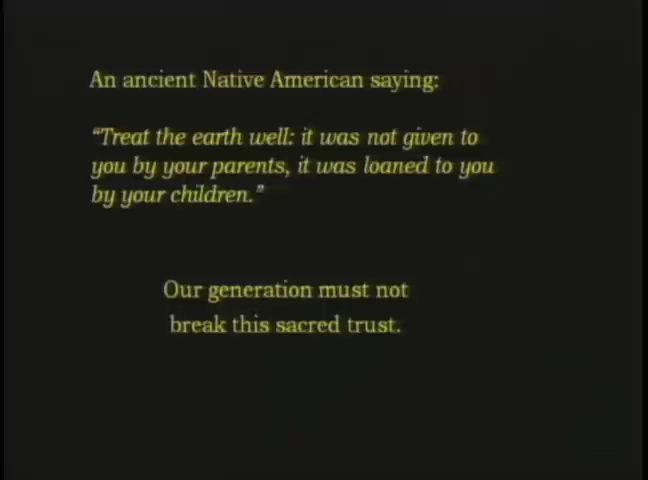 An ancient Native American saying:
“Treat the earth well: it was not given to
you by your parents, it was loaned to you
by your children.”
Our generation must not
break this sacred trust.